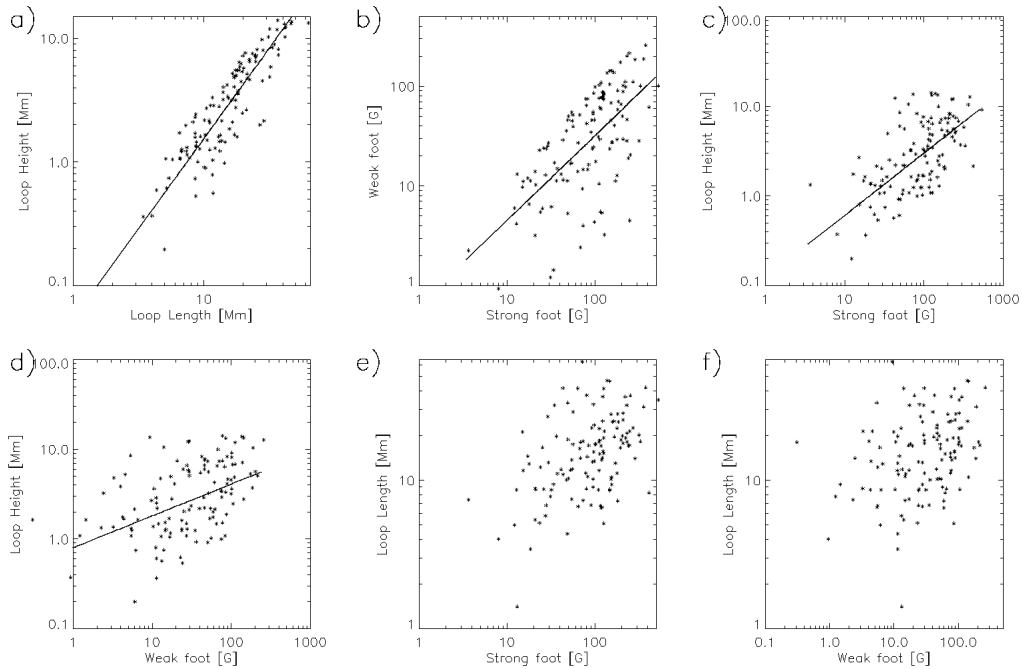 a)
10.0
1.0
0.1
Loop Height [Mm]
1
10
Loop Length [Mm]
b)
100
10
1
Weak foot [G]
1
10
100
Strong foot [G]
c)
100.0
10.0
1.0
0.1
Loop Height [Mm]
1
10
100
1000
Strong foot [G]
d)
100.0
10.0
1.0
0.1
Loop Height [Mm]
1
10
100
1000
Weak foot [G]
e)
10
1
Loop Length [Mm]
1
10
100
Strong foot [G]
f)
10
1
Loop Length [Mm]
0.1
1.0
10.0
100.0
Weak foot [G]